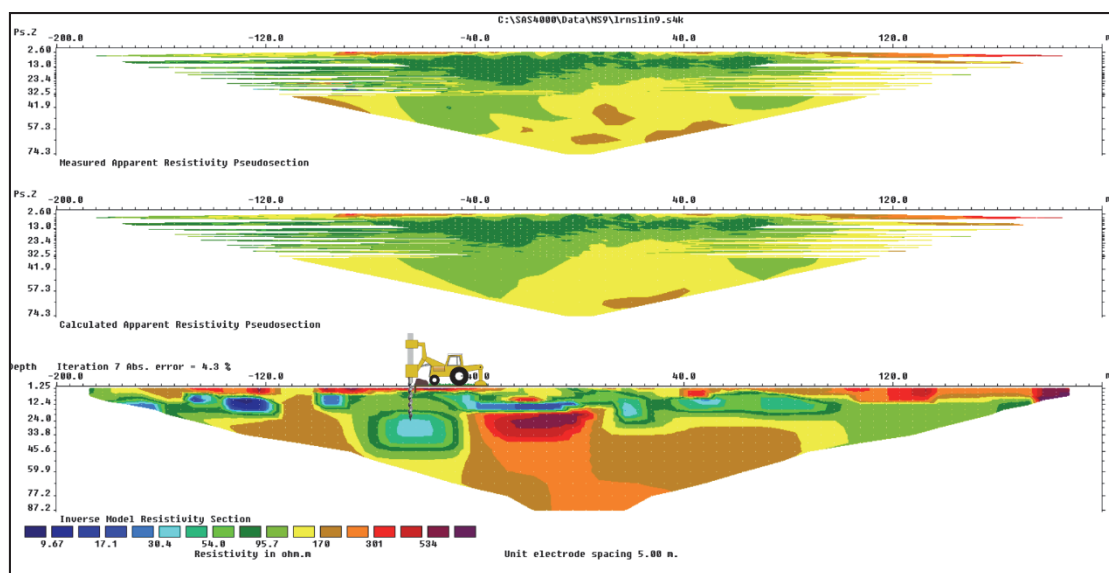 C:\SAS4000\Data\NS9\lrnslin9.s4k
-200.0 -120.0 -40.0 40.0 120.0 m
Ps.Z
2.60
13.0
23.4
32.5
41.9
57.3
74.3
Measured Apparent Resistivity Pseudosection
-200.0 -120.0 -40.0 40.0 120.0 m
Ps.Z
2.60
13.0
23.4
32.5
41.9
57.3
74.3
Calculated Apparent Resistivity Pseudosection
Depth Iteration 7 Abs. error = 4.3 %
-120.0 -40.0 40.0 120.0 m
1.25
12.4
24.0
33.8
45.6
59.9
77.2
87.2
Inverse Model Resistivity Section
9.67 17.1 30.4 54.0 95.7 170 301 534
Resistivity in ohm.m Unit electrode spacing 5.00 m.